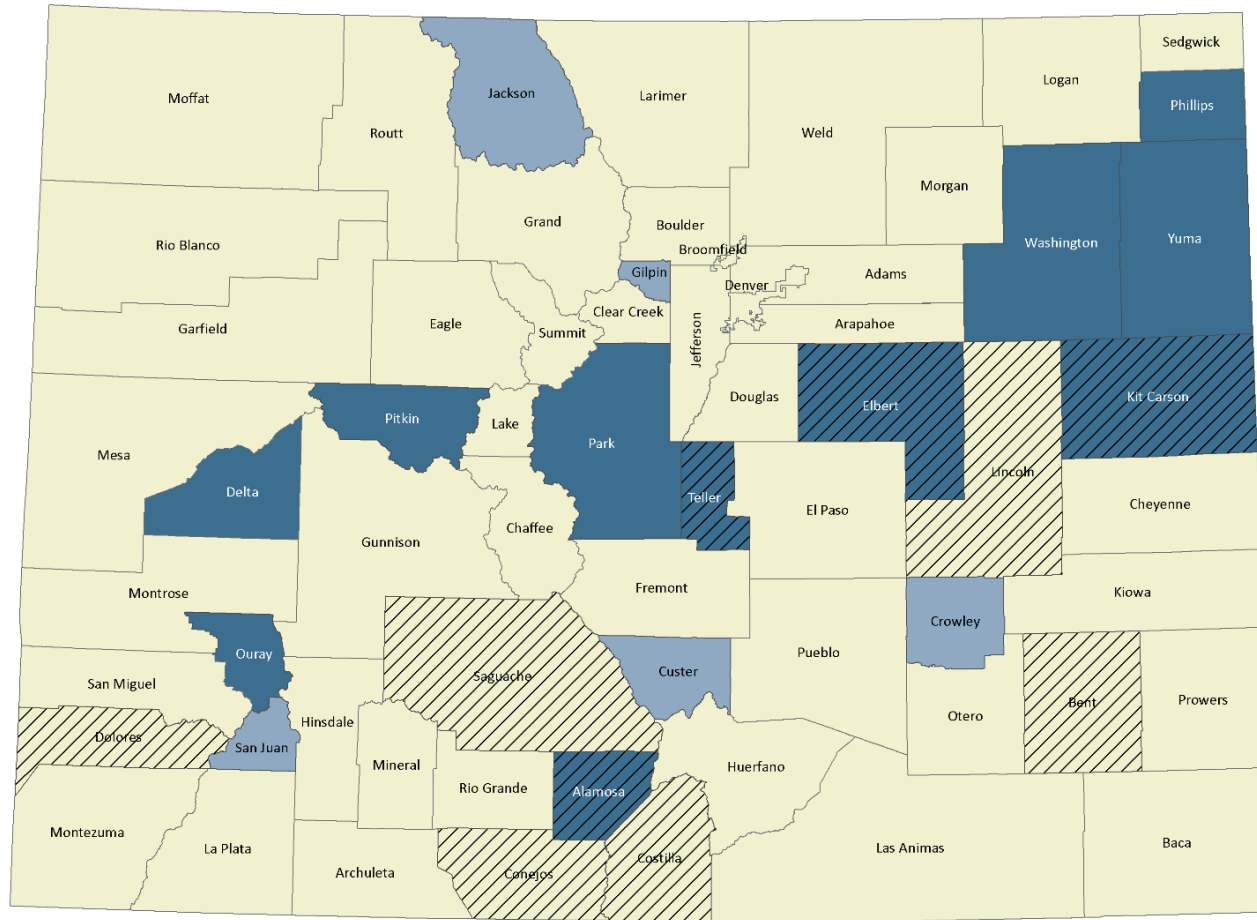 Sedgwick
Moffat
Jackson
Larimer
Logan
Phillips
Routt
Weld
Morgan
Grand
Boulder
Rio Blanco
Washington
Yuma
Broomfield
Gilpin
Adams
Denver
Clear Creek
Arapahoe
Garfield
Eagle
Summit
Jefferson
Douglas
Elbert
Kit Carson
Pitkin
Lake
Park
Mesa
Lincoln
Delta
Teller
Cheyenne
El Paso
Chaffee
Gunnison
Fremont
Montrose
Kiowa
Crowley
Ouray
Pueblo
Custer
Saguache
San Miguel
Hinsdale
Bent
Prowers
Otero
Dolores
San Juan
Mineral
Huerfano
Rio Grande
Alamosa
Montezuma
La Plata
Las Animas
Baca
Costilla
Archuleta
Conejos